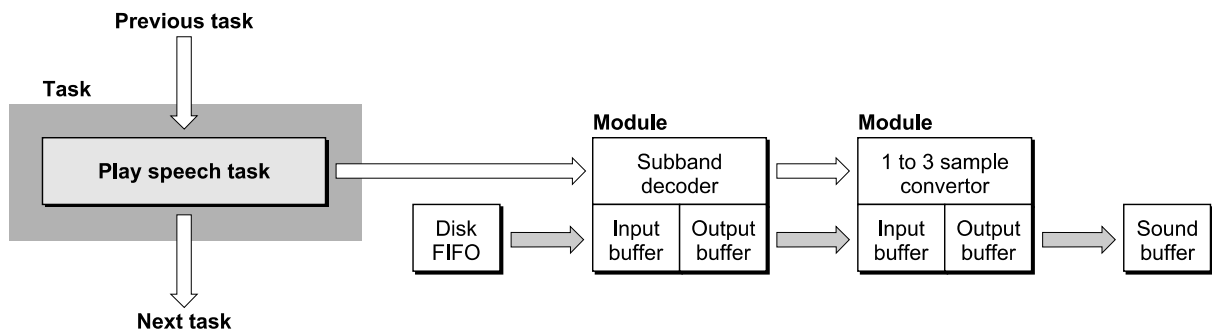 Previous task
Task
Play speech task
Next task
Module
Subband
decoder
Input
buffer
Output
buffer
Module
1 to 3 sample
convertor
Input
buffer
Output
buffer
Disk
FIFO
Sound
buffer